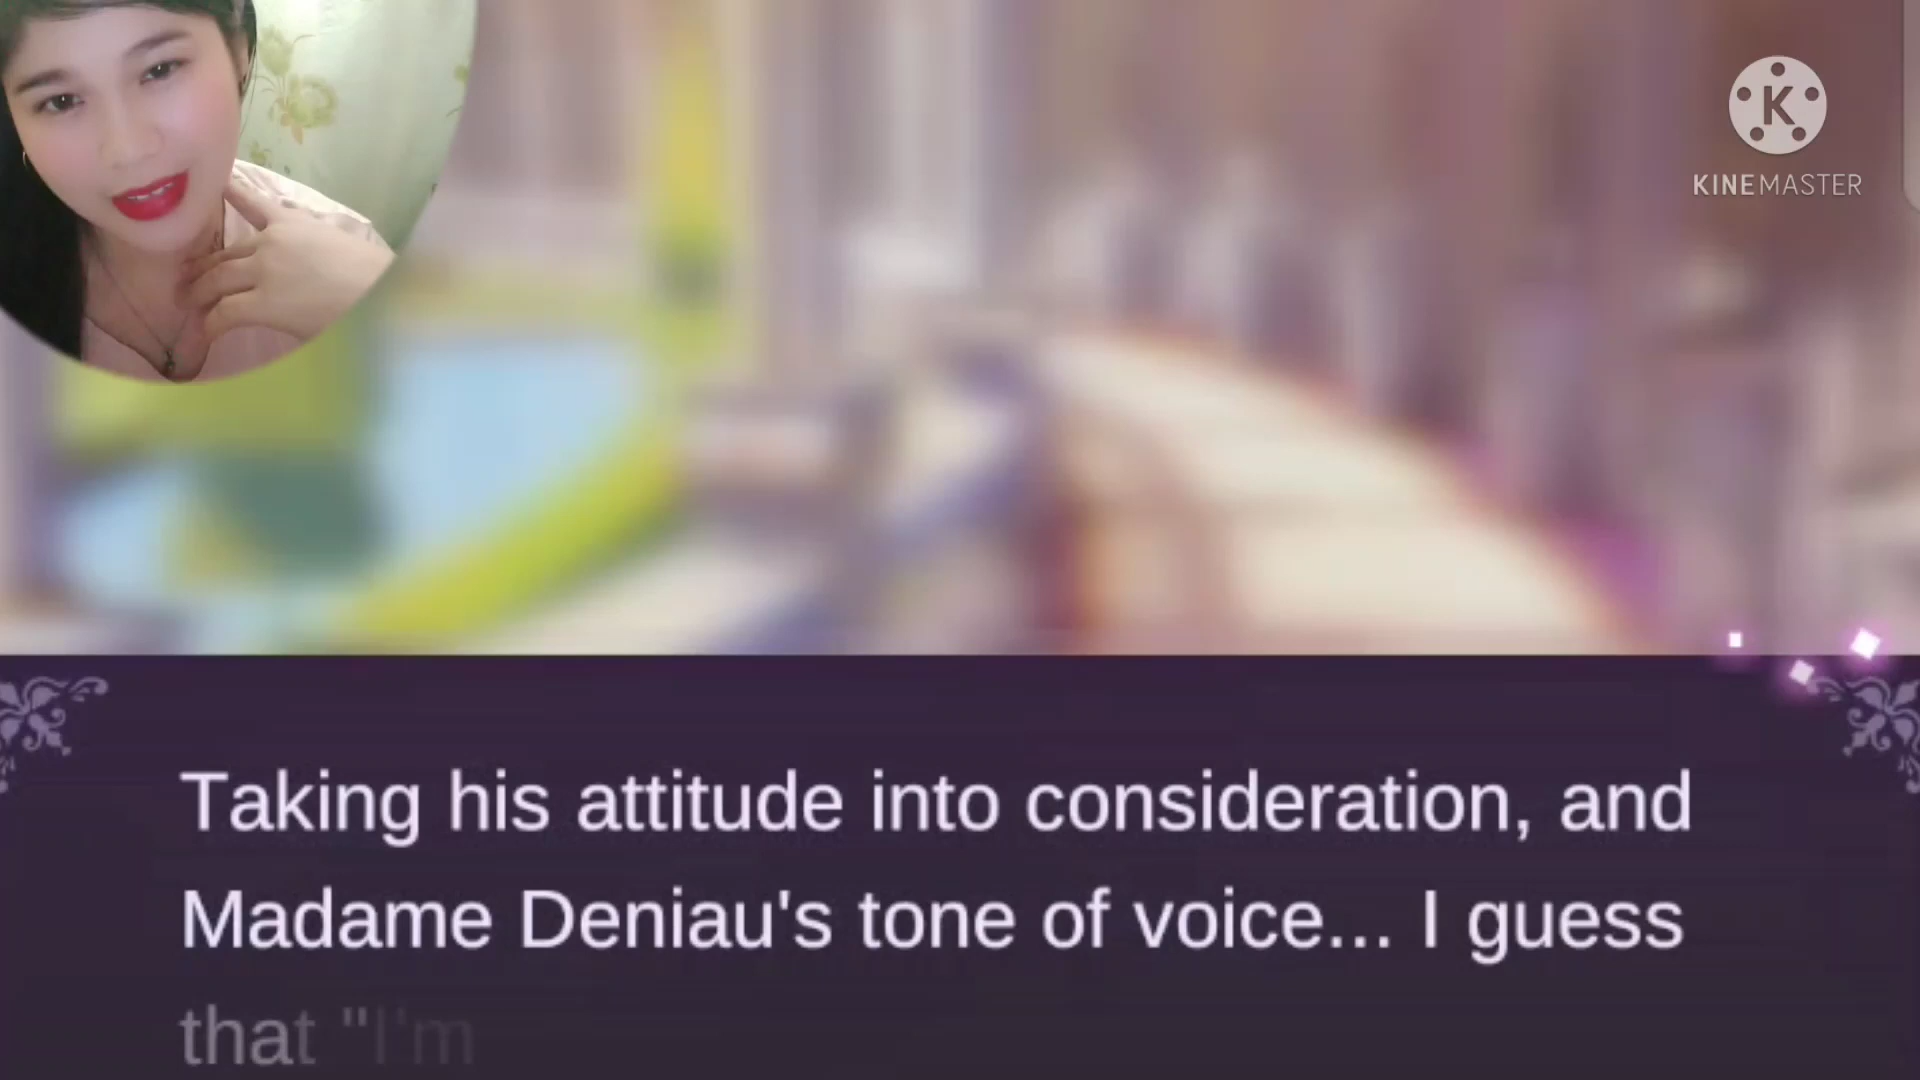 K
KINEMASTER
Taking his attitude into consideration, and
Madame Deniau's tone of voice... I guess
that "I'm